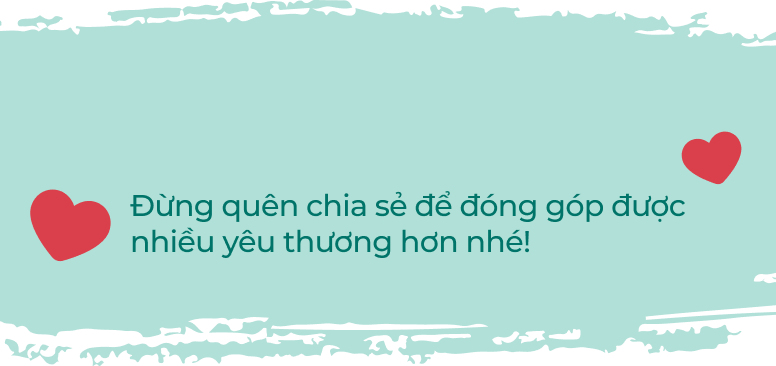 Đừng quên chia sẻ để đóng góp được
nhiều yêu thương hơn nhé!